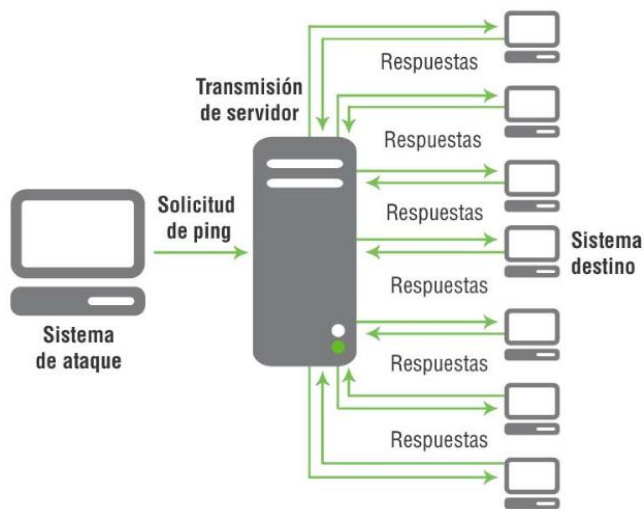 Respuestas
Transmisión
de servidor
Respuestas
Solicitud
de ping
Respuestas
Sistema
destino
Respuestas
Sistema
de ataque
Respuestas
Respuestas